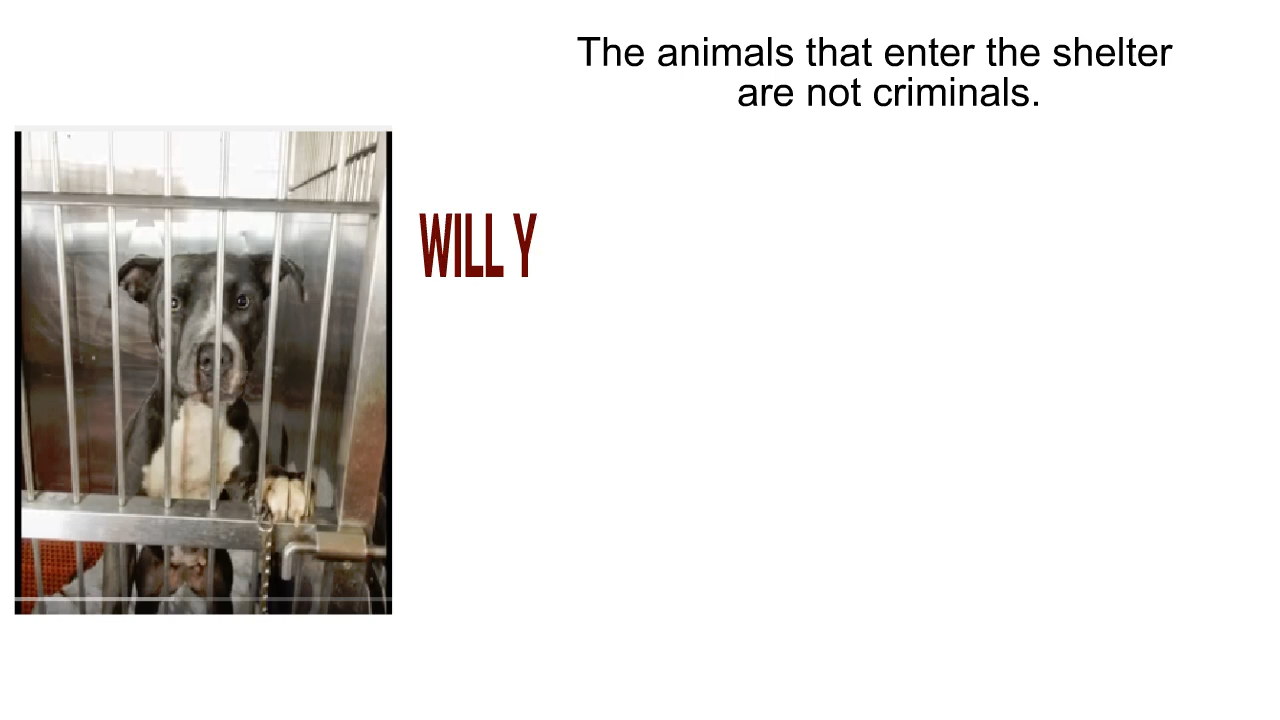 The animals that enter the shelter
are not criminals.
WILL Y